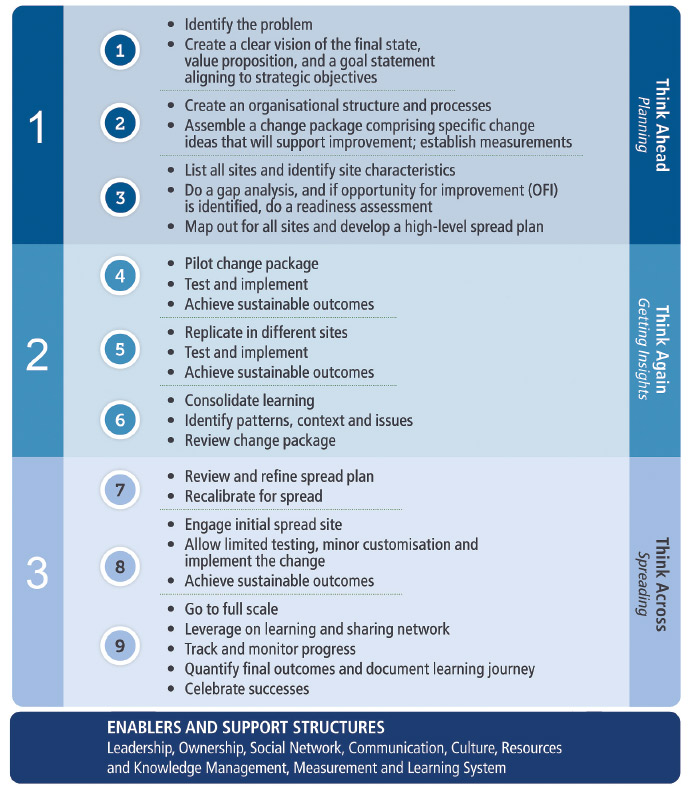 1
Think Ahead
Planning
1
• Identify the problem
• Create a clear vision of the final state,
value proposition, and a goal statement
aligning to strategic objectives
2
• Create an organisational structure and processes
• Assemble a change package comprising specific change
ideas that will support improvement; establish measurements
3
• List all sites and identify site characteristics
• Do a gap analysis, and if opportunity for improvement (OFI)
is identified, do a readiness assessment
• Map out for all sites and develop a high-level spread plan
2
Think Again
Getting Insights
4
• Pilot change package
• Test and implement
• Achieve sustainable outcomes
5
• Replicate in different sites
• Test and implement
• Achieve sustainable outcomes
6
• Consolidate learning
• Identify patterns, context and issues
• Review change package
3
Think Across
Spreading
7
• Review and refine spread plan
• Recalibrate for spread
8
• Engage initial spread site
• Allow limited testing, minor customisation and
implement the change
• Achieve sustainable outcomes
9
• Go to full scale
• Leverage on learning and sharing network
• Track and monitor progress
• Quantify final outcomes and document learning journey
• Celebrate successes
ENABLERS AND SUPPORT STRUCTURES
Leadership, Ownership, Social Network, Communication, Culture, Resources
and Knowledge Management, Measurement and Learning System